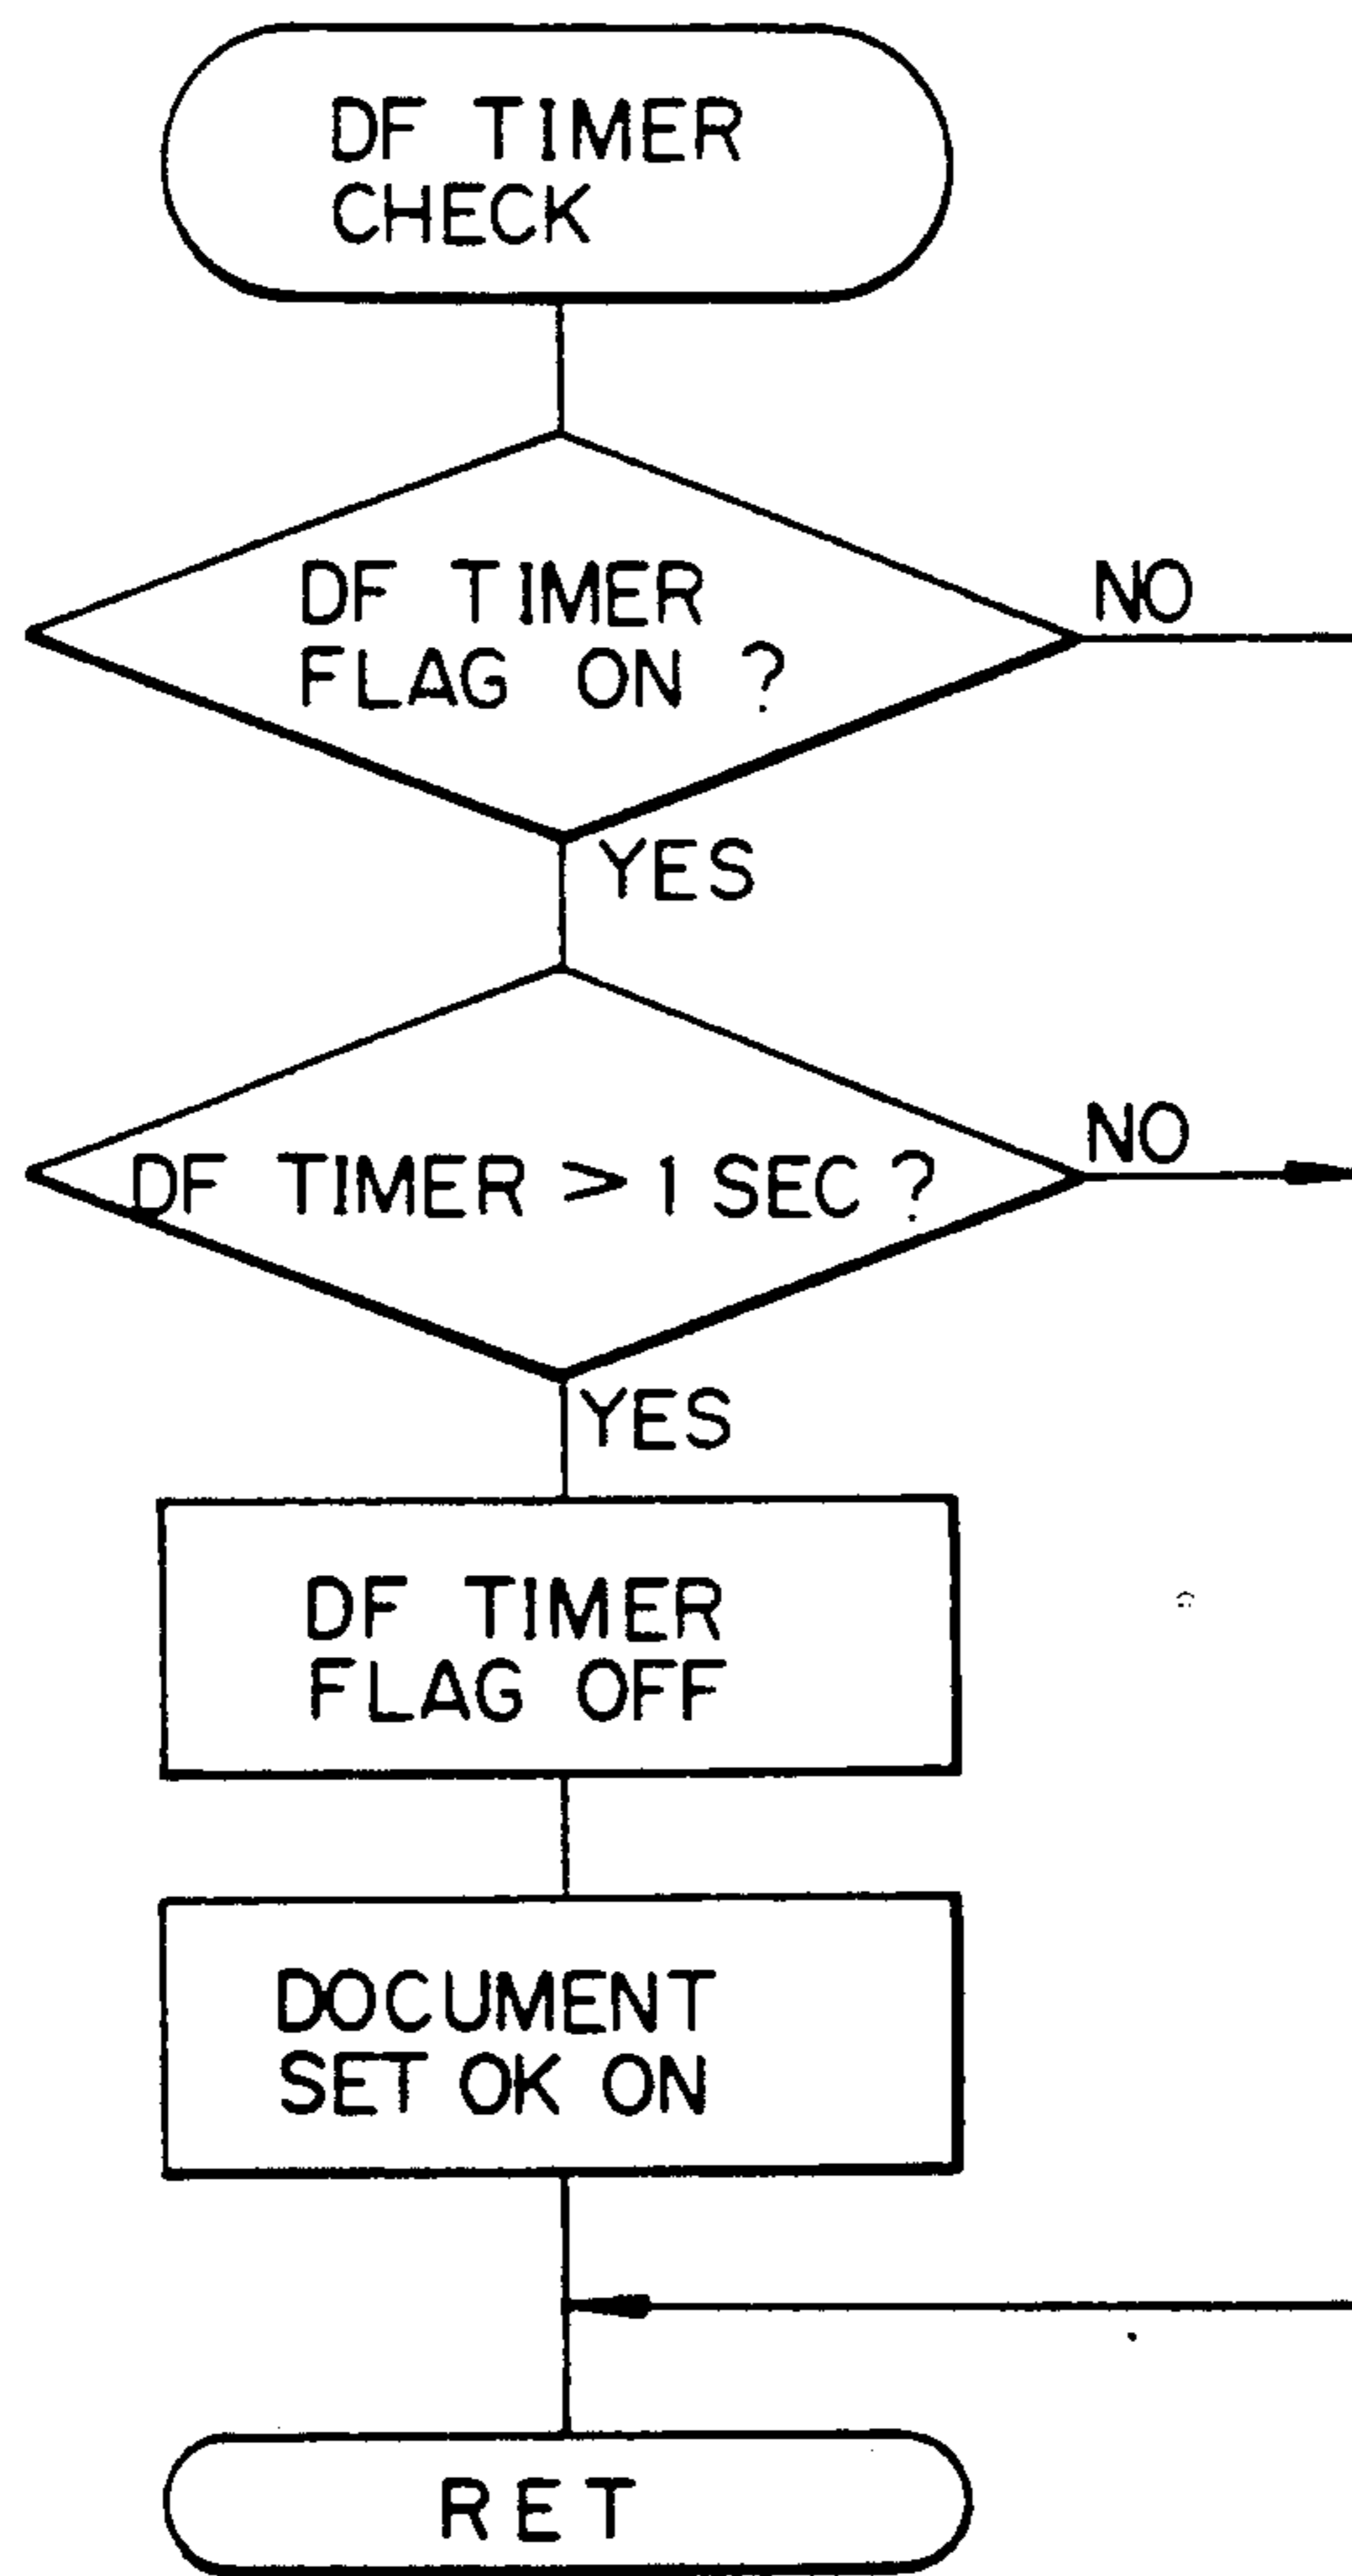 DF TIMER
CHECK
DF TIMER
FLAG ON ?
NO
YES
DF TIMER > 1 SEC ?
NO
YES
DF TIMER
FLAG OFF
DOCUMENT
SET OK ON
RET